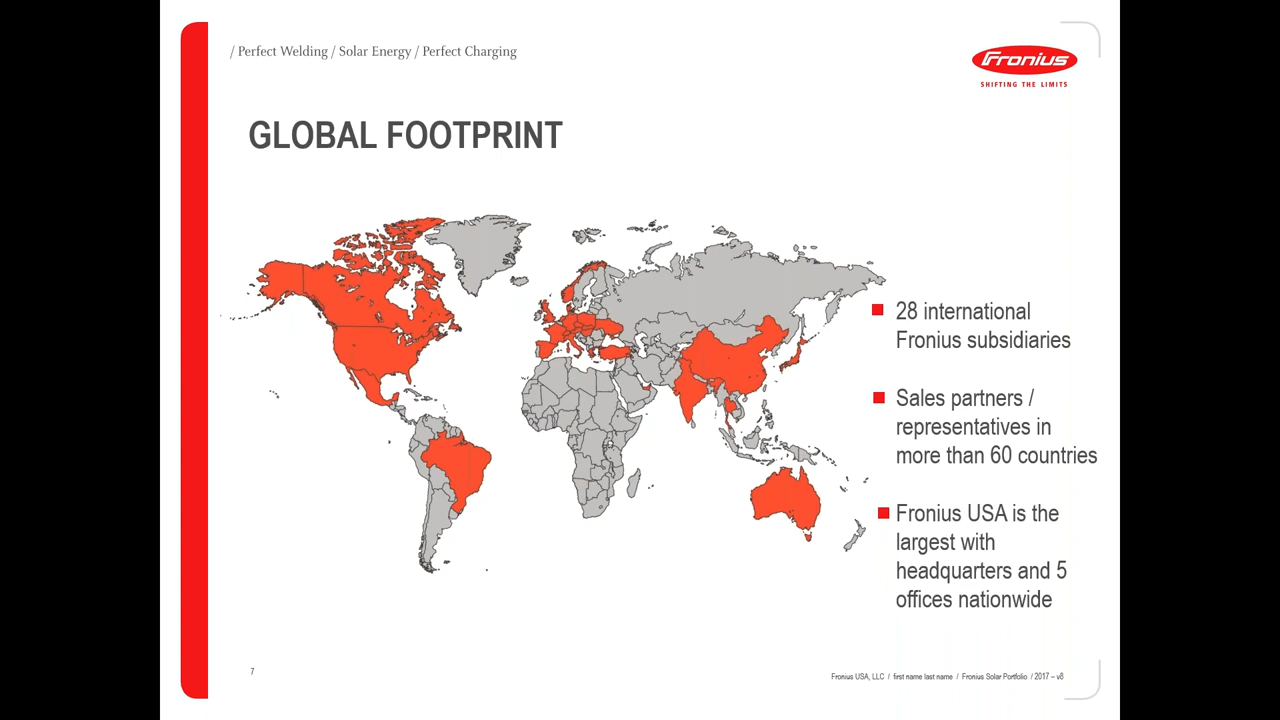 / Perfect Welding / Solar Energy / Perfect Charging
Fronius
SHIFTING THE LIMITS
GLOBAL FOOTPRINT
28 international
Fronius subsidiaries
Sales partners /
representatives in
more than 60 countries
Fronius USA is the
largest with
headquarters and 5
offices nationwide
7
Fronius USA, LLC / first name last name / Fronius Solar Portfolio / 2017 – v8